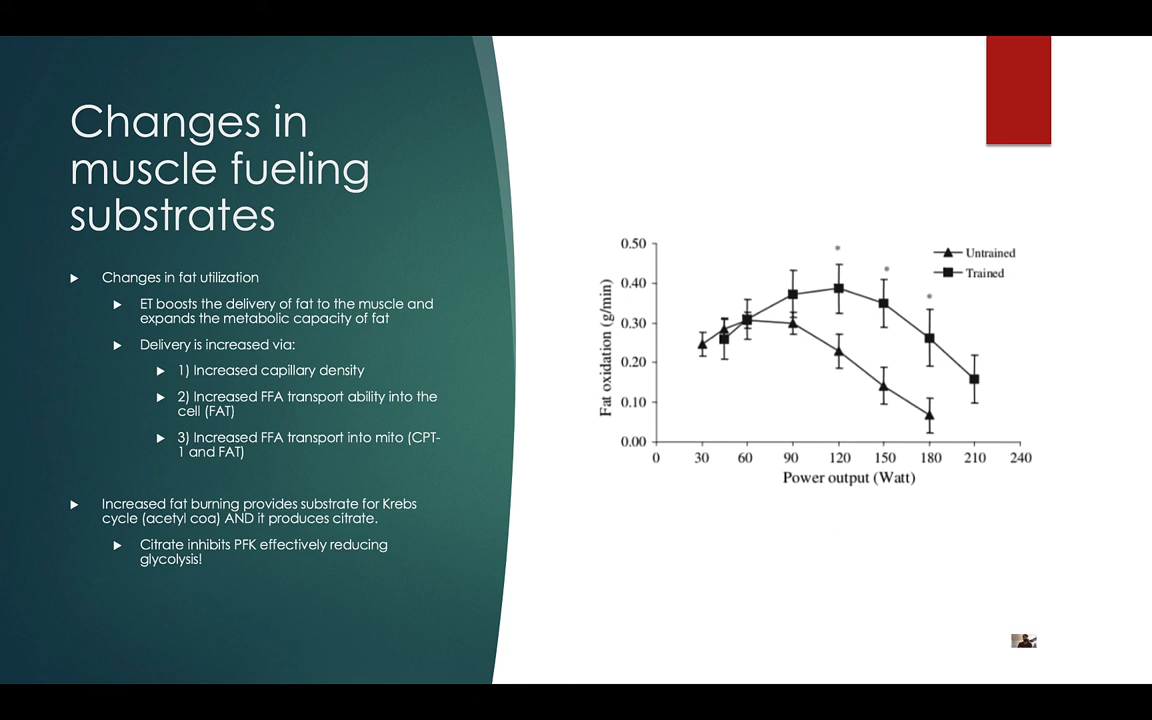 Changes in
muscle fueling
substrates
Changes in fat utilization
ET boosts the delivery of fat to the muscle and
expands the metabolic capacity of fat
Delivery is increased via:
1) Increased capillary density
2) Increased FFA transport ability into the
cell (FAT)
3) Increased FFA transport into mito (CPT-
1 and FAT)
Increased fat burning provides substrate for Krebs
cycle (acetyl coa) AND it produces citrate.
Citrate inhibits PFK effectively reducing
glycolysis!
Fat oxidation (g/min)
0.50
0.40
0.30
0.20
0.10
0.00
* * *
Untrained
Trained
0 30 60 90 120 150 180 210 240
Power output (Watt)